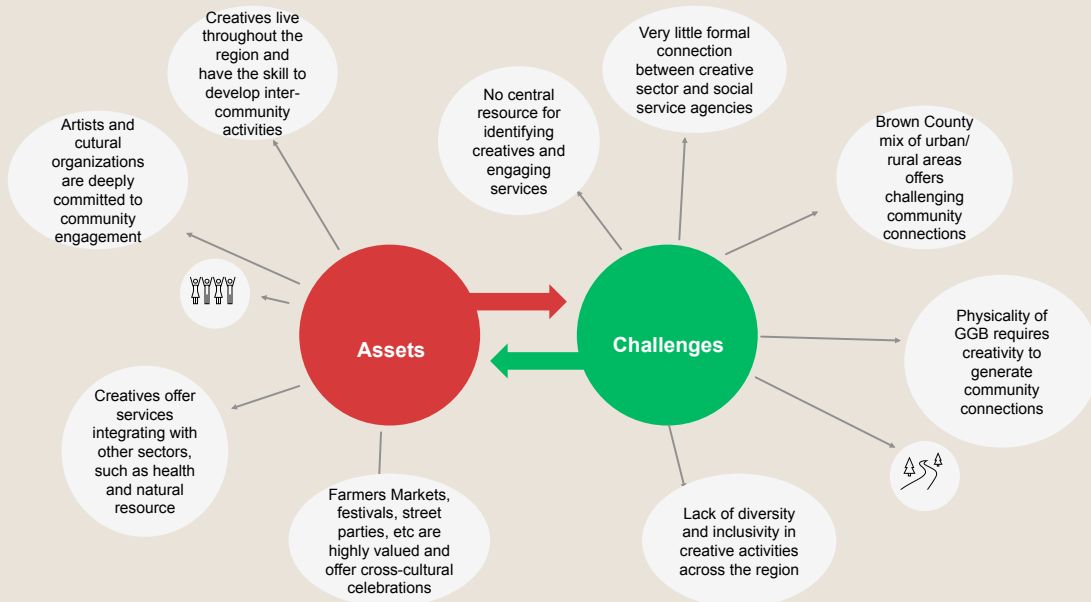 Creatives live
throughout the
region and
have the skill to
develop inter-
community
activities
Artists and
cutural
organizations
are deeply
committed to
community
engagement
Assets
Creatives offer
services
integrating with
other sectors,
such as health
and natural
resource
Farmers Markets,
festivals, street
parties, etc are
highly valued and
offer cross-cultural
celebrations
No central
resource for
identifying
creatives and
engaging
services
Very little formal
connection
between creative
sector and social
service agencies
Brown County
mix of urban/
rural areas
offers
challenging
community
connections
Challenges
Physicality of
GGB requires
creativity to
generate
community
connections
Lack of diversity
and inclusivity in
creative activities
across the region